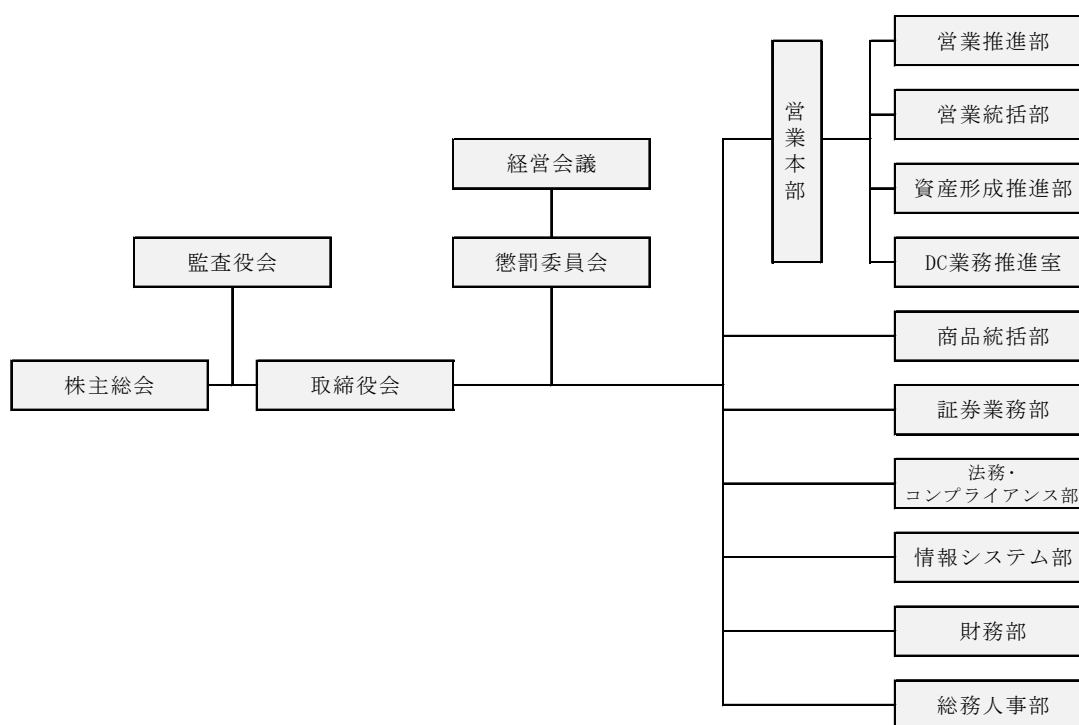 営業推進部
営業統括部
営業本部
経営会議
資産形成推進部
監査役会
懲罰委員会
DC業務推進室
商品統括部
株主総会
取締役会
証券業務部
法務・
コンプライアンス部
情報システム部
財務部
総務人事部